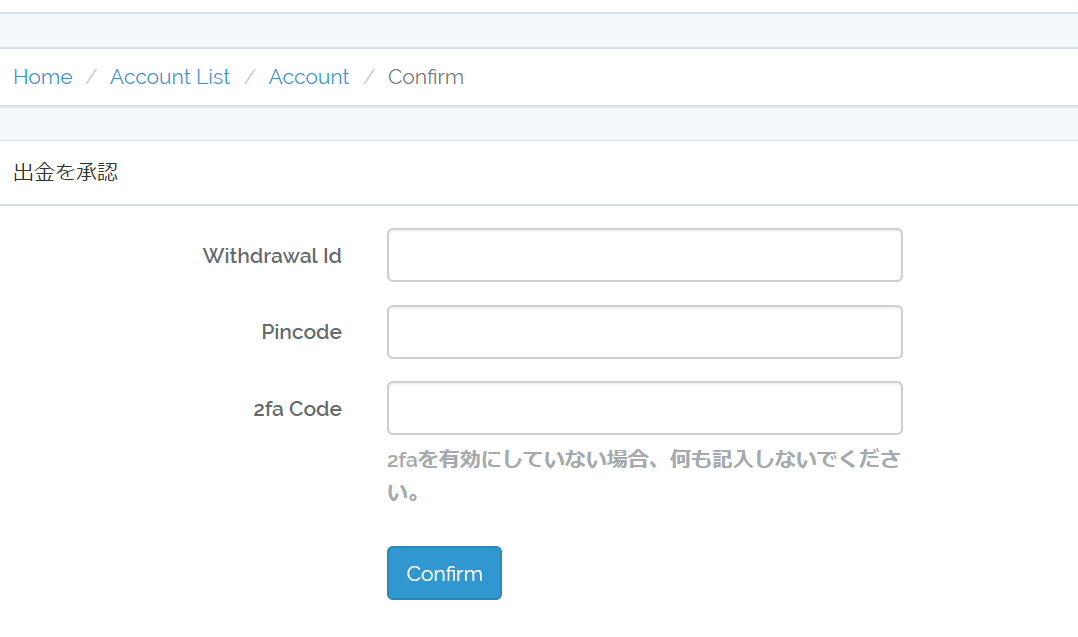 Home / Account List / Account / Confirm
出金を承認
Withdrawal Id
Pincode
2fa Code
2faを有効にしていない場合、何も記入しないでくださ
い。
Confirm